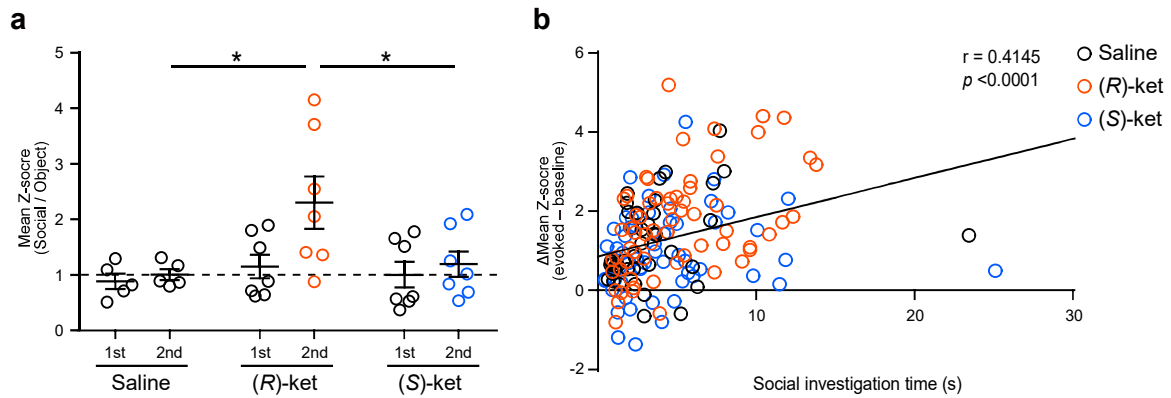 a
5
4
3
2
1
0
Mean Z-socre
(Social / Object)
*
*
1st 2nd 1st 2nd 1st 2nd
Saline (R)-ket (S)-ket
b
6
4
2
0
-2
ΔMean Z-socre
(evoked – baseline)
r = 0.4145
p <0.0001
Saline
(R)-ket
(S)-ket
10 20 30
Social investigation time (s)